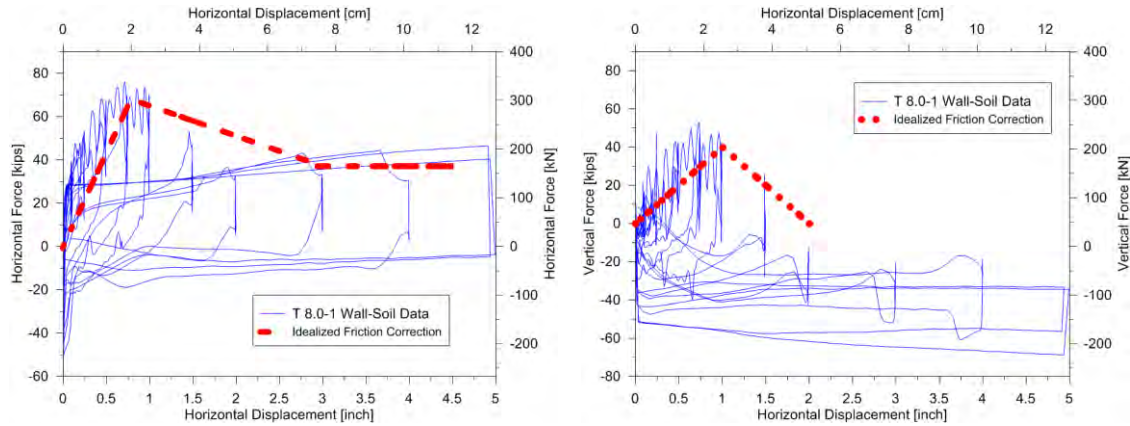 Horizontal Displacement [cm]
0 2 4 6 8 10 12
Horizontal Force [kips]
80
60
40
20
0
-20
-40
-60
400
300
200
100
0
-100
-200
Horizontal Force [kN]
T 8.0-1 Wall-Soil Data
Idealized Friction Correction
0 0.5 1 1.5 2 2.5 3 3.5 4 4.5 5
Horizontal Displacement [inch]
Horizontal Displacement [cm]
0 2 4 6 8 10 12
Vertical Force [kips]
80
60
40
20
0
-20
-40
-60
-80
400
300
200
100
0
-100
-200
-300
Vertical Force [kN]
T 8.0-1 Wall-Soil Data
Idealized Friction Correction
0 0.5 1 1.5 2 2.5 3 3.5 4 4.5 5
Horizontal Displacement [inch]